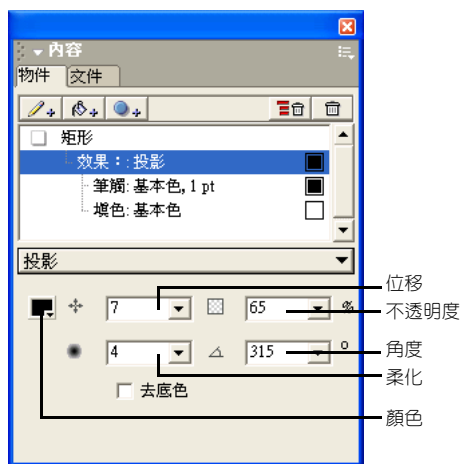 內容
物件 文件
矩形
效果：:投影
筆觸: 基本色, 1 pt
填色: 基本色
投影
7 65 %
4 315 °
去底色
位移
不透明度
角度
柔化
顏色